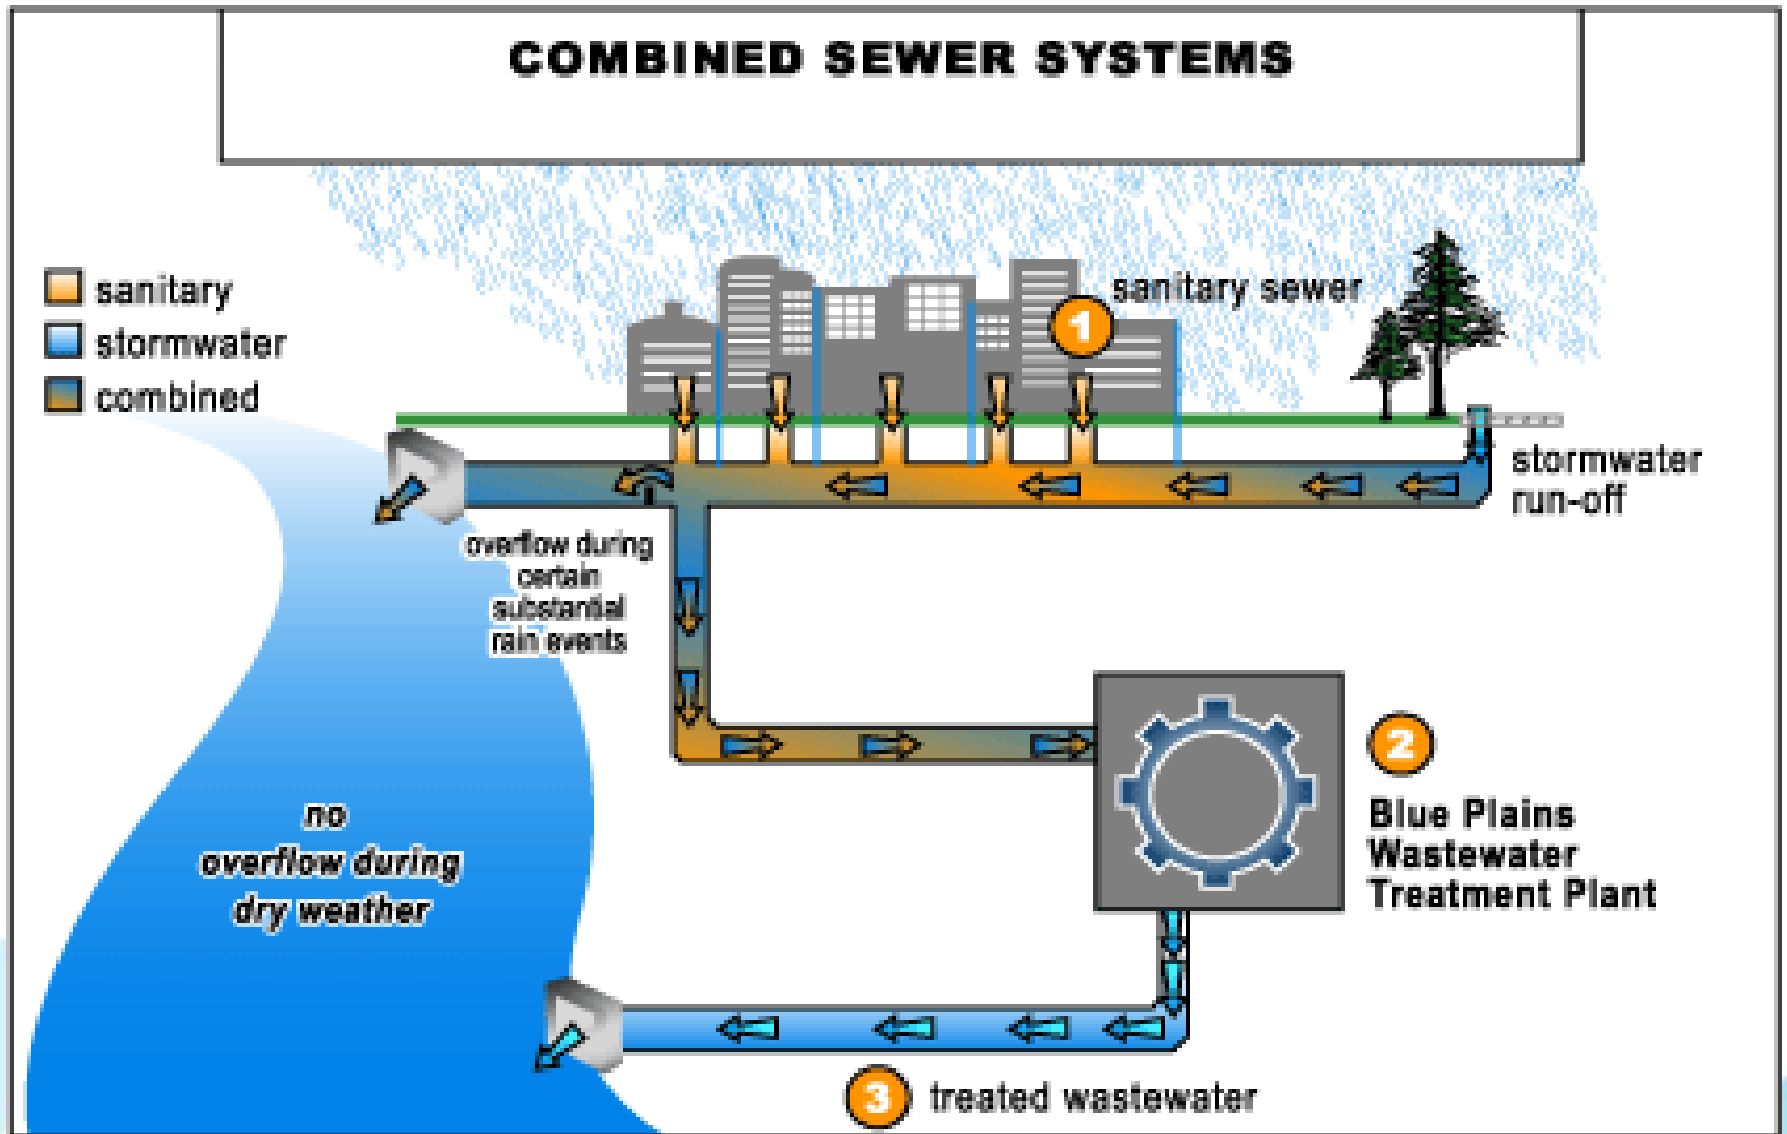 COMBINED SEWER SYSTEMS
sanitary
stormwater
combined
sanitary sewer
1
stormwater
run-off
overflow during
certain
substantial
rain events
2
Blue Plains
Wastewater
Treatment Plant
no
overflow during
dry weather
3 treated wastewater